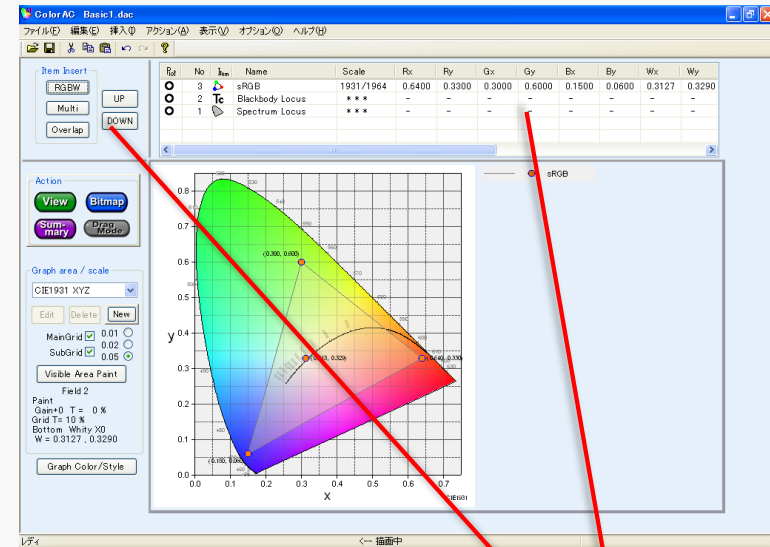 ColorAC Basic1.dac
ファイル(F) 編集(E) 挿入(I) アクション(A) 表示(V) オプション(O) ヘルプ(H)
Item Insert
RGBW
Multi
Overlap
UP
DOWN
Plot No Item Name Scale Rx Ry Gx Gy Bx By Wx Wy
3 sRGB 1931/1964 0.6400 0.3300 0.3000 0.6000 0.1500 0.0600 0.3127 0.3290
2 Tc Blackbody Locus * * * - - - - - - - -
1 Spectrum Locus * * * - - - - - - - -
Action
View Bitmap
Sum-mary Drag Mode
Graph area / scale
CIE1931 XYZ
Edit Delete New
MainGrid 0.01
0.02
SubGrid 0.05
Visible Area Paint
Field 2
Paint
Gain+0 T= 0 %
Grid T= 10 %
Bottom Whity X0
W = 0.3127 , 0.3290
Graph Color/Style
sRGB
0.8
0.7
0.6
0.5
y 0.4
0.3
0.2
0.1
0.0
(0.300, 0.600)
(0.640, 0.330)
0.0 0.1 0.2 0.3 0.4 0.5 0.6 0.7
x
CIE1931
レディ
<-- 描画中